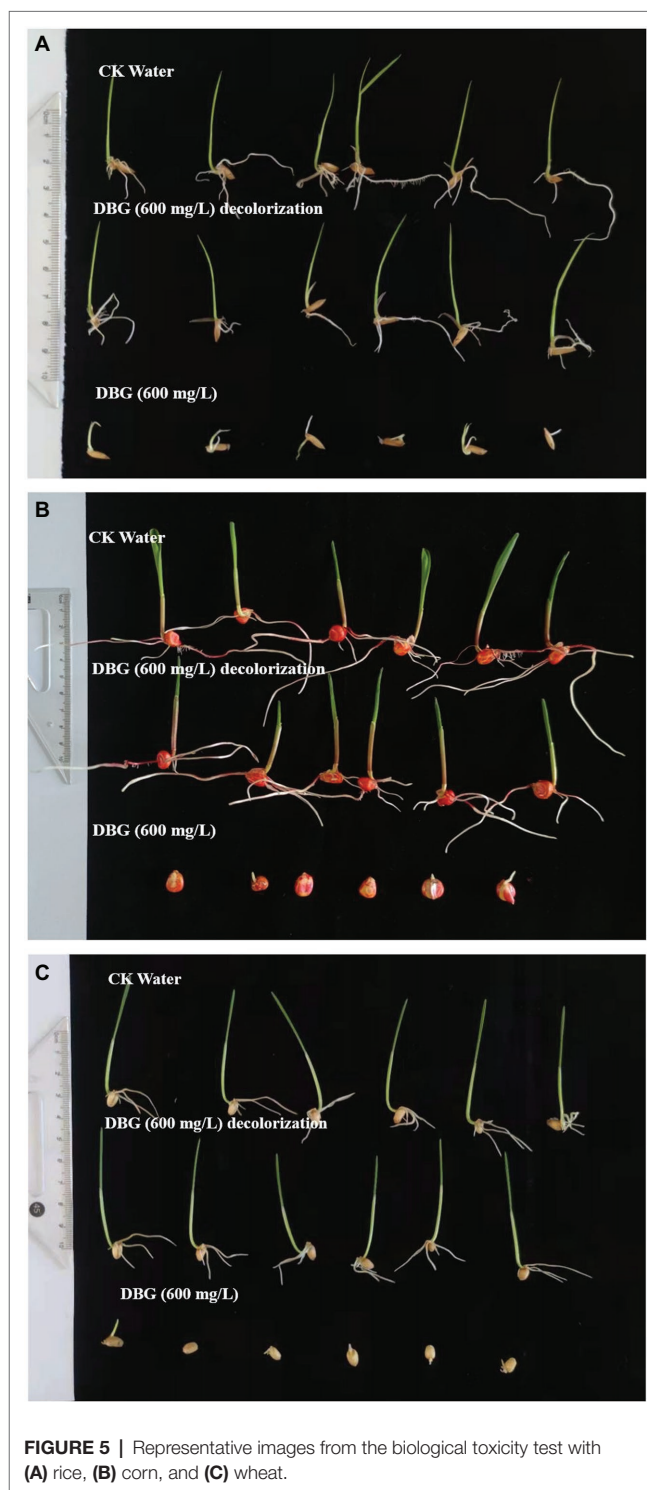 A
CK Water
DBG (600 mg/L) decolorization
DBG (600 mg/L)
B
CK Water
DBG (600 mg/L) decolorization
DBG (600 mg/L)
C
CK Water
DBG (600 mg/L) decolorization
DBG (600 mg/L)
FIGURE 5 | Representative images from the biological toxicity test with
(A) rice, (B) corn, and (C) wheat.